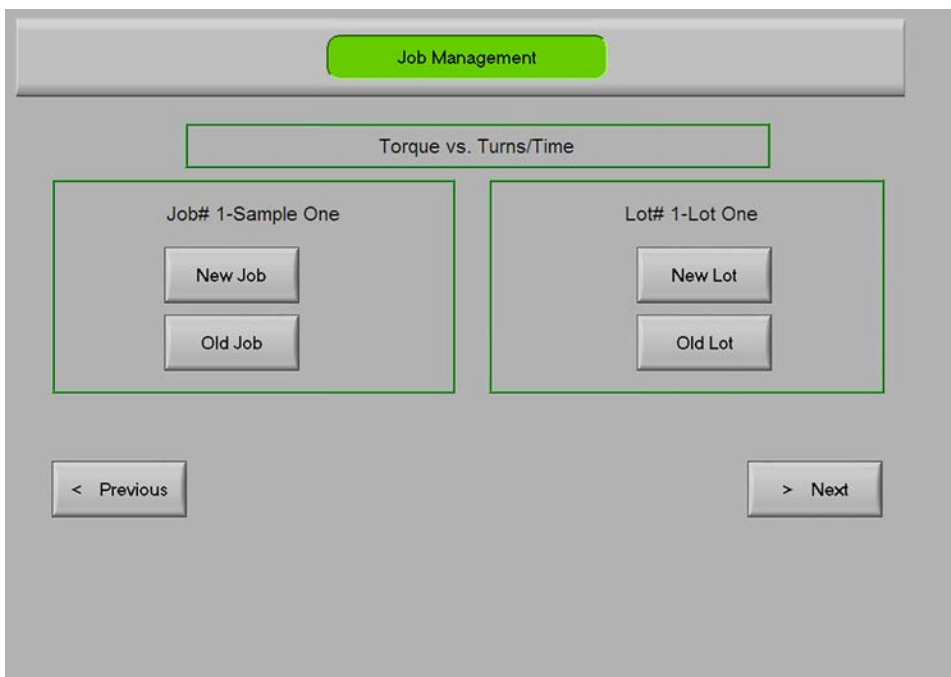 Job Management
Torque vs. Turns/Time
Job# 1-Sample One
New Job
Old Job
Lot# 1-Lot One
New Lot
Old Lot
< Previous
> Next